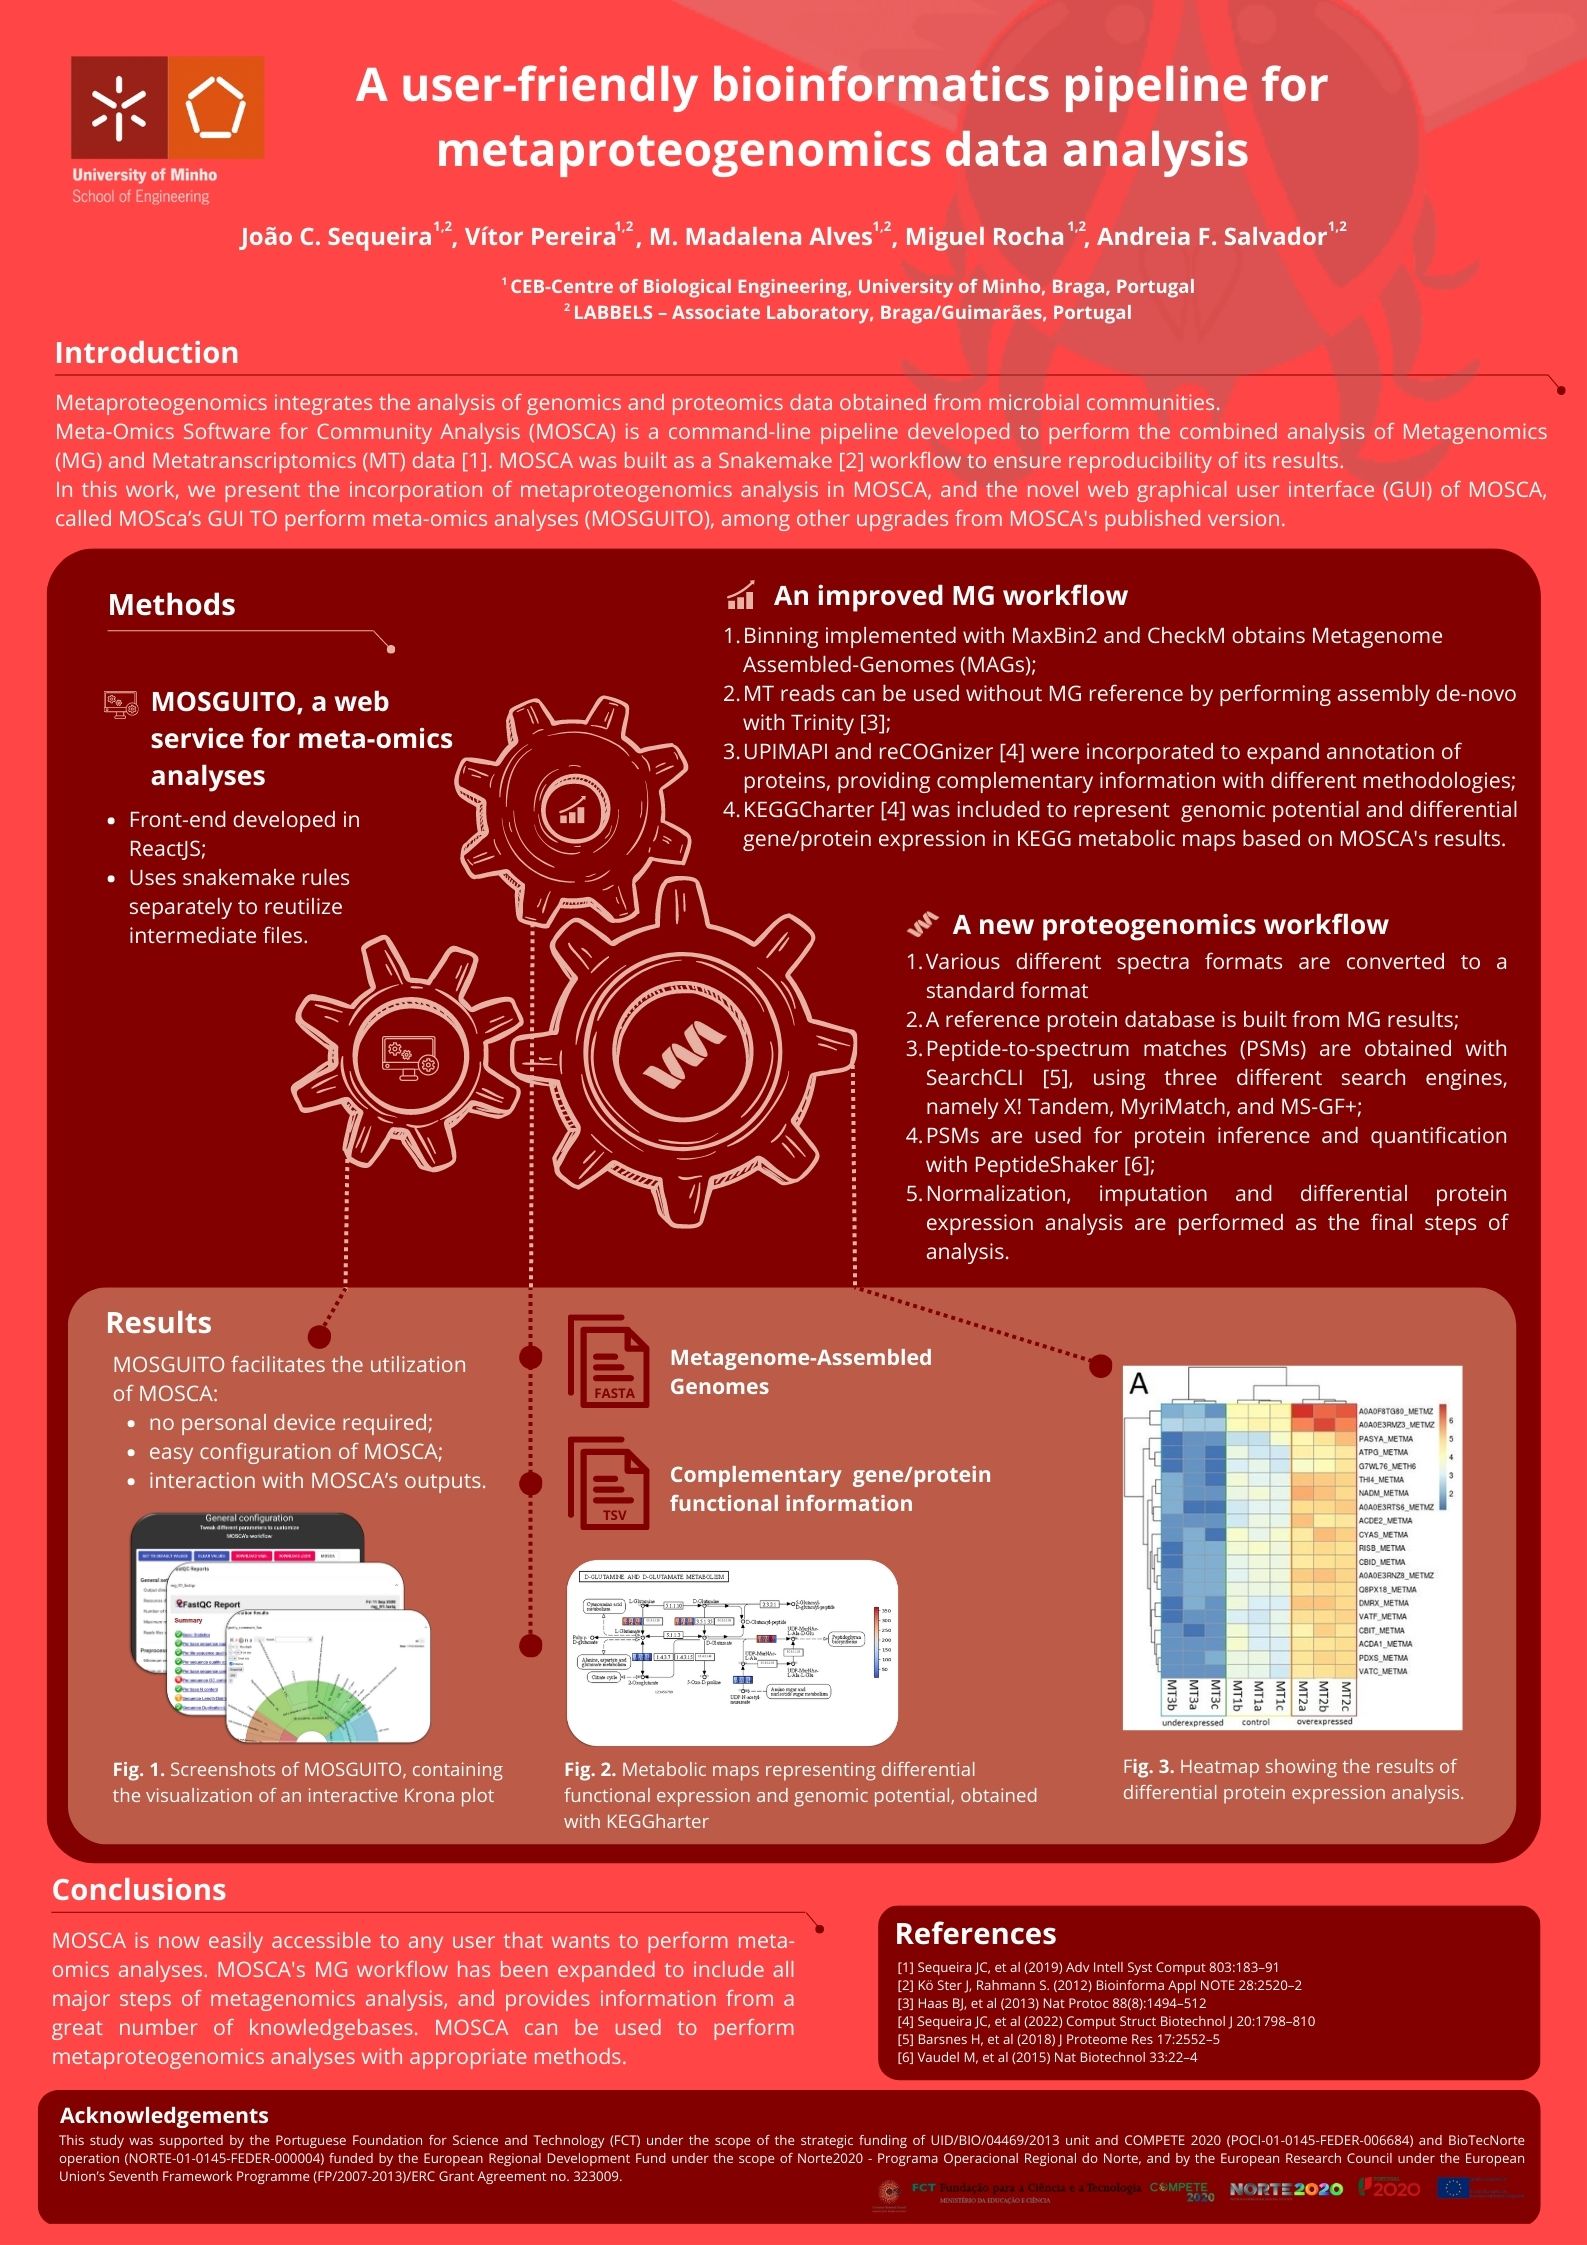 University of Minho
School of Engineering
A user-friendly bioinformatics pipeline for
metaproteogenomics data analysis
João C. Sequeira1,2, Vítor Pereira1,2, M. Madalena Alves1,2, Miguel Rocha1,2, Andreia F. Salvador1,2
1 CEB-Centre of Biological Engineering, University of Minho, Braga, Portugal
2 LABBELS – Associate Laboratory, Braga/Guimarães, Portugal
Introduction
Metaproteogenomics integrates the analysis of genomics and proteomics data obtained from microbial communities.
Meta-Omics Software for Community Analysis (MOSCA) is a command-line pipeline developed to perform the combined analysis of Metagenomics
(MG) and Metatranscriptomics (MT) data [1]. MOSCA was built as a Snakemake [2] workflow to ensure reproducibility of its results.
In this work, we present the incorporation of metaproteogenomics analysis in MOSCA, and the novel web graphical user interface (GUI) of MOSCA,
called MOSca’s GUI TO perform meta-omics analyses (MOSGUITO), among other upgrades from MOSCA's published version.
Methods
MOSGUITO, a web
service for meta-omics
analyses
• Front-end developed in
ReactJS;
• Uses snakemake rules
separately to reutilize
intermediate files.
An improved MG workflow
1. Binning implemented with MaxBin2 and CheckM obtains Metagenome
Assembled-Genomes (MAGs);
2. MT reads can be used without MG reference by performing assembly de-novo
with Trinity [3];
3. UPIMAPI and reCOGnizer [4] were incorporated to expand annotation of
proteins, providing complementary information with different methodologies;
4. KEGGCharter [4] was included to represent genomic potential and differential
gene/protein expression in KEGG metabolic maps based on MOSCA's results.
A new proteogenomics workflow
1. Various different spectra formats are converted to a
standard format
2. A reference protein database is built from MG results;
3. Peptide-to-spectrum matches (PSMs) are obtained with
SearchCLI [5], using three different search engines,
namely X! Tandem, MyriMatch, and MS-GF+;
4. PSMs are used for protein inference and quantification
with PeptideShaker [6];
5. Normalization, imputation and differential protein
expression analysis are performed as the final steps of
analysis.
Results
MOSGUITO facilitates the utilization
of MOSCA:
• no personal device required;
• easy configuration of MOSCA;
• interaction with MOSCA’s outputs.
General configuration
Tweak different parameters to customize
MOSCA's workflow
FastQC Report
Summary
Fig. 1. Screenshots of MOSGUITO, containing
the visualization of an interactive Krona plot
FASTA
Metagenome-Assembled
Genomes
TSV
Complementary gene/protein
functional information
D-GLUTAMINE AND D-GLUTAMATE METABOLISM
Fig. 2. Metabolic maps representing differential
functional expression and genomic potential, obtained
with KEGGharter
A
A0A0F8TG80_METMZ
A0A0E3RMZ3_METMZ
PASYA_METMA
ATPG_METMA
G7WL76_METH6
THI4_METMA
NADM_METMA
A0A0E3RTS6_METMZ
ACDE2_METMA
CYAS_METMA
RISB_METMA
CBID_METMA
A0A0E3RNZ8_METMZ
Q8PX18_METMA
DMRX_METMA
VATF_METMA
CBIT_METMA
ACDA1_METMA
PDXS_METMA
VATC_METMA
6
5
4
3
2
MT3b MT3a MT3c MT1b MT1a MT1c MT2a MT2b MT2c
underexpressed control overexpressed
Fig. 3. Heatmap showing the results of
differential protein expression analysis.
Conclusions
MOSCA is now easily accessible to any user that wants to perform meta-
omics analyses. MOSCA's MG workflow has been expanded to include all
major steps of metagenomics analysis, and provides information from a
great number of knowledgebases. MOSCA can be used to perform
metaproteogenomics analyses with appropriate methods.
References
[1] Sequeira JC, et al (2019) Adv Intell Syst Comput 803:183–91
[2] Kö Ster J, Rahmann S. (2012) Bioinforma Appl NOTE 28:2520–2
[3] Haas BJ, et al (2013) Nat Protoc 88(8):1494–512
[4] Sequeira JC, et al (2022) Comput Struct Biotechnol J 20:1798–810
[5] Barsnes H, et al (2018) J Proteome Res 17:2552–5
[6] Vaudel M, et al (2015) Nat Biotechnol 33:22–4
Acknowledgements
This study was supported by the Portuguese Foundation for Science and Technology (FCT) under the scope of the strategic funding of UID/BIO/04469/2013 unit and COMPETE 2020 (POCI-01-0145-FEDER-006684) and BioTecNorte
operation (NORTE-01-0145-FEDER-000004) funded by the European Regional Development Fund under the scope of Norte2020 - Programa Operacional Regional do Norte, and by the European Research Council under the European
Union’s Seventh Framework Programme (FP/2007-2013)/ERC Grant Agreement no. 323009.
FCT Fundação para a Ciência e a Tecnologia
MINISTÉRIO DA EDUCAÇÃO E CIÊNCIA
COMPETE
2020
NORTE2020
PORTUGAL
2020